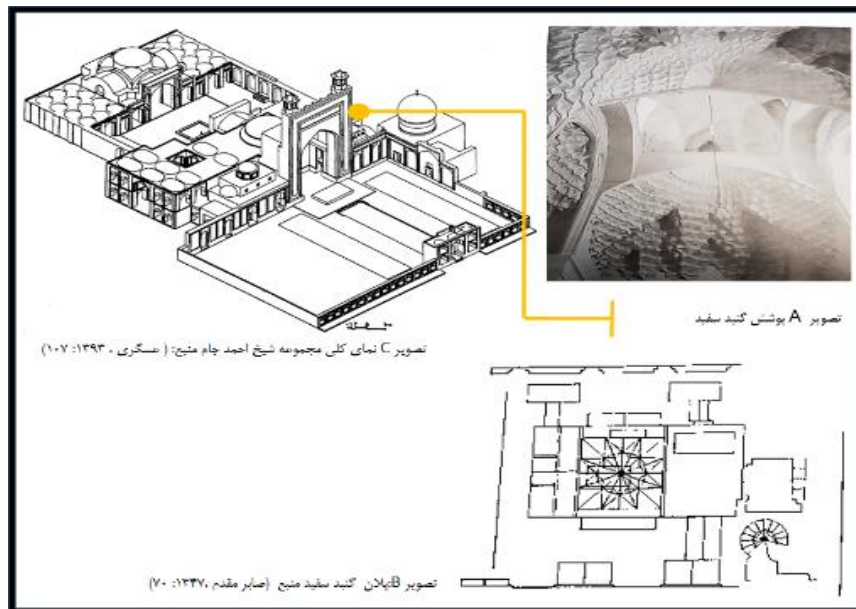 تصویر A پوشش گنبد سفید
تصویر C نمای کلی مجموعه شیخ احمد جام منبع: ( عسگری ، ۱۳۹۳: ۱۰۷)
تصویر B:پلان گنبد سفید منبع (صابر مقدم ،۱۳۴۷: ۷۰)